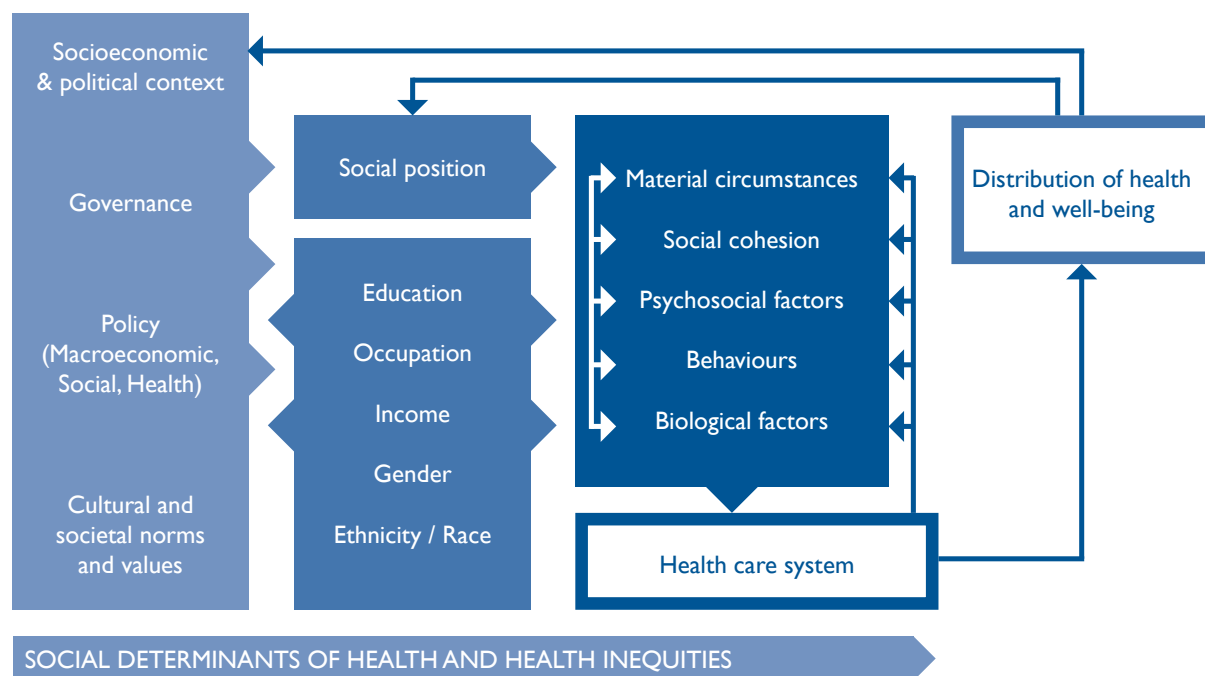 Socioeconomic
& political context
Governance
Policy
(Macroeconomic,
Social, Health)
Cultural and
societal norms
and values
Social position
Education
Occupation
Income
Gender
Ethnicity / Race
Material circumstances
Social cohesion
Psychosocial factors
Behaviours
Biological factors
Health care system
Distribution of health
and well-being
SOCIAL DETERMINANTS OF HEALTH AND HEALTH INEQUITIES